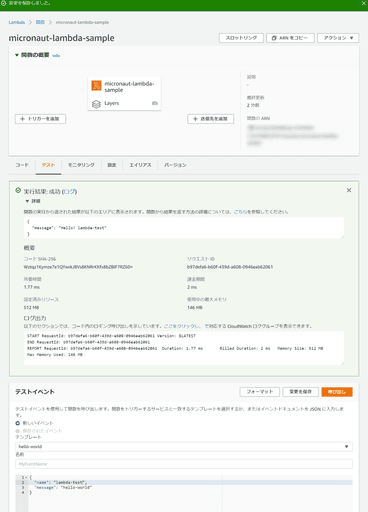 変更を保存しました。
Lambda > 関数 > micronaut-lambda-sample
micronaut-lambda-sample
スロットリング
ARN をコピー
アクション
関数の概要 Info
micronaut-lambda-sample
Layers (0)
+ トリガーを追加
+ 送信先を追加
説明
-
最終更新
2 分前
関数の ARN
コード
テスト
モニタリング
設定
エイリアス
バージョン
実行結果: 成功 (ログ)
詳細
関数の実行から返された結果が以下のエリアに表示されます。関数から結果を返す方法の詳細については、こちらを参照してください。
{
"message": "Hello! lambda-test"
}
概要
コード SHA-256
リクエスト ID
b97defa6-b60f-439d-a608-0946eab62061
所要時間
1.77 ms
課金期間
2 ms
設定済みリソース
512 MB
使用中の最大メモリ
146 MB
ログ出力
以下のセクションでは、コード内のロギング呼び出しを示しています。ここをクリックし、で対応する CloudWatch ロググループを表示できます。
START RequestId: b97defa6-b60f-439d-a608-0946eab62061 Version: $LATEST
END RequestId: b97defa6-b60f-439d-a608-0946eab62061
REPORT RequestId: b97defa6-b60f-439d-a608-0946eab62061 Duration: 1.77 ms Billed Duration: 2 ms Memory Size: 512 MB
Max Memory Used: 146 MB
テストイベント
フォーマット
変更を保存
呼び出し
テストイベントを使用して関数を呼び出します。関数をトリガーするサービスと一致するテンプレートを選択するか、またはイベントドキュメントを JSON に入力します。
新しいイベント
保存されたイベント
テンプレート
hello-world
名前
MyEventName
1 {
2 "name": "lambda-test",
3 "message": "hello-world"
4 }